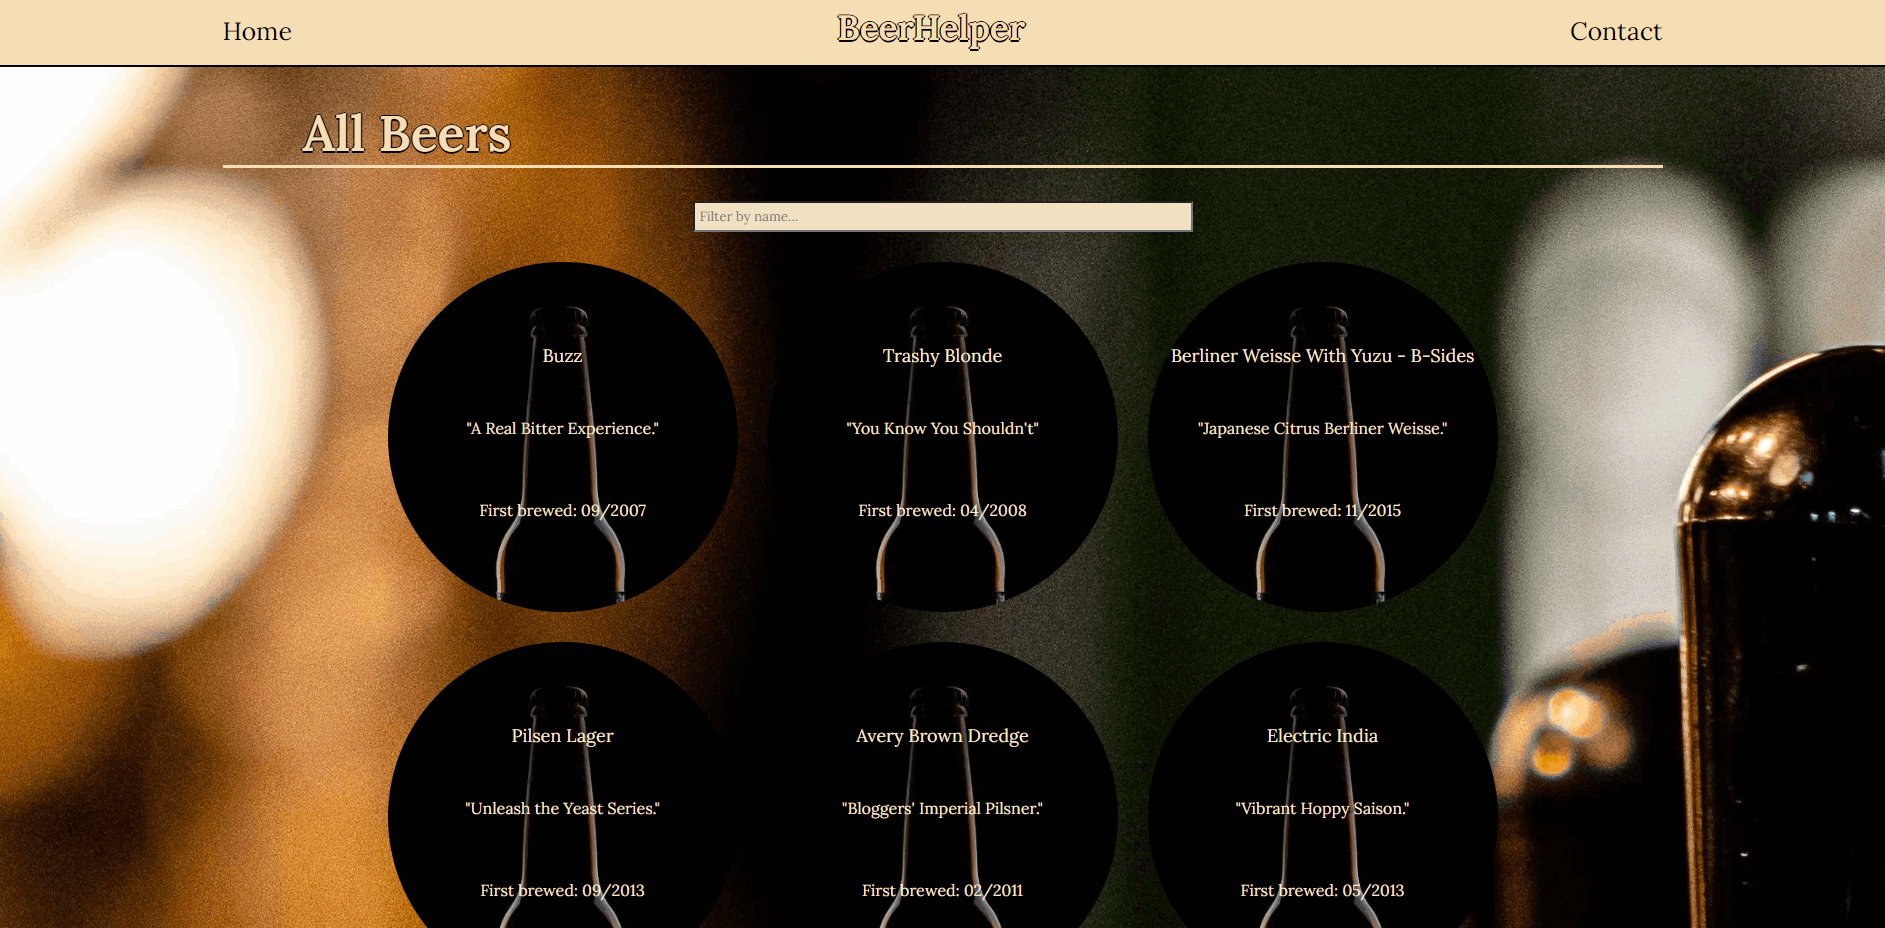 Home
BeerHelper
Contact
All Beers
Filter by name...
Buzz
Trashy Blonde
Berliner Weisse With Yuzu - B-Sides
"A Real Bitter Experience."
"You Know You Shouldn't"
"Japanese Citrus Berliner Weisse."
First brewed: 09/2007
First brewed: 04/2008
First brewed: 11/2015
Pilsen Lager
Avery Brown Dredge
Electric India
"Unleash the Yeast Series."
"Bloggers' Imperial Pilsner."
"Vibrant Hoppy Saison."
First brewed: 09/2013
First brewed: 02/2011
First brewed: 05/2013